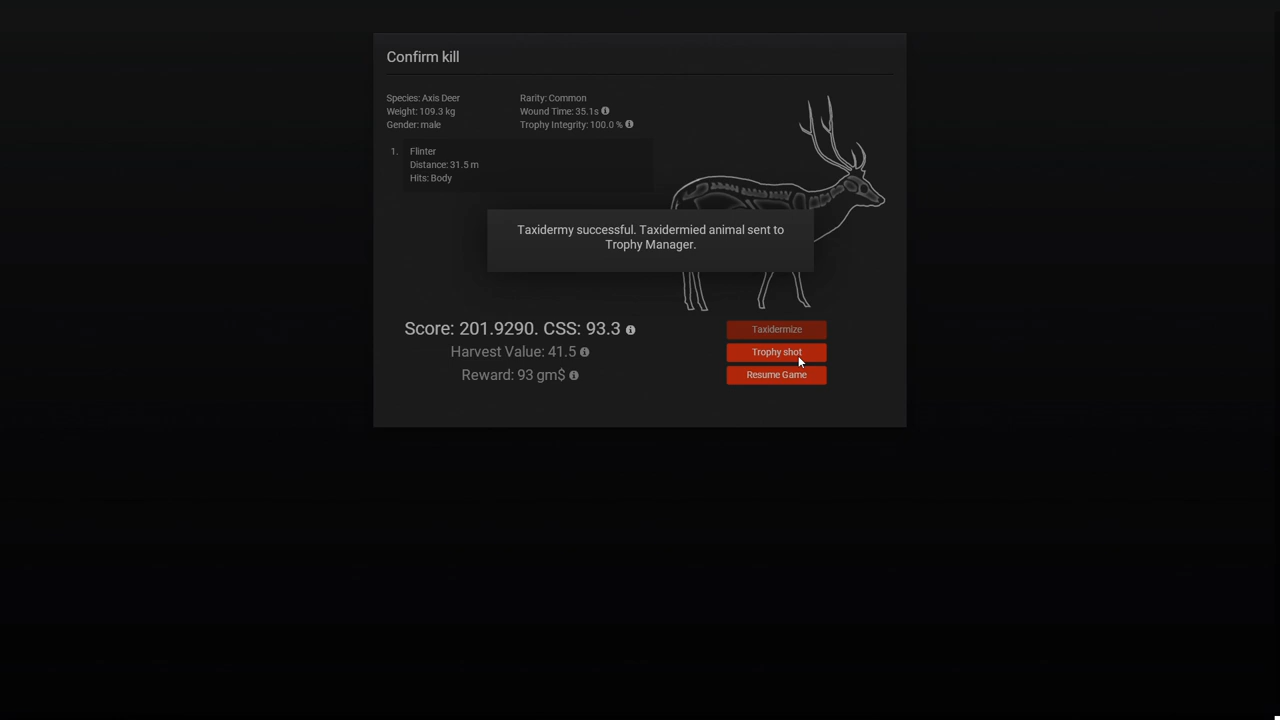 Confirm kill
Species: Axis Deer
Weight: 109.3 kg
Gender: male
Rarity: Common
Wound Time: 35.1s
Trophy Integrity: 100.0 %
1.
Flinter
Distance: 31.5 m
Hits: Body
Taxidermy successful. Taxidermied animal sent to
Trophy Manager.
Score: 201.9290. CSS: 93.3
Harvest Value: 41.5
Reward: 93 gm$
Taxidermize
Trophy shot
Resume Game